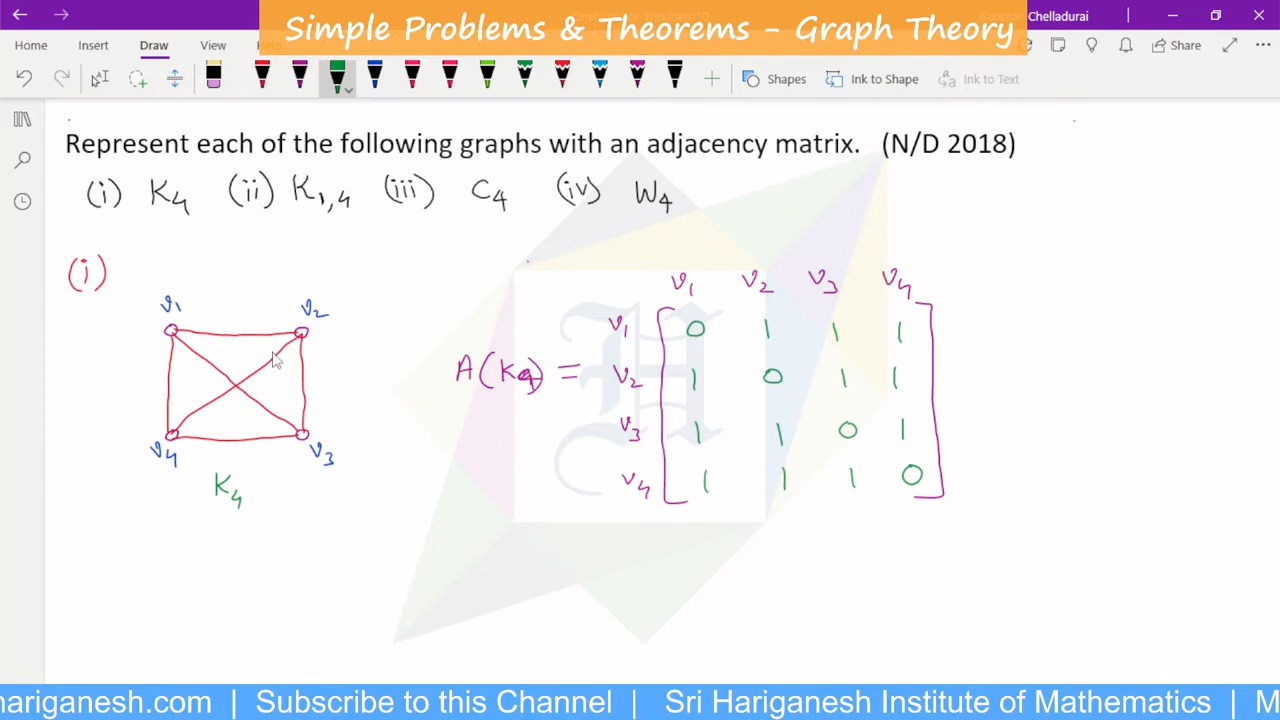 Simple Problems & Theorems - Graph Theory
Chelladurai
Home Insert Draw View
Share
Shapes Ink to Shape Ink to Text
Represent each of the following graphs with an adjacency matrix. (N/D 2018)
(i) K4 (ii) K1,4 (iii) C4 (iv) W4
(i)
v1 v2
v4 v3
K4
v1 v2 v3 v4
v1 0 1 1 1
A(K4) = v2 1 0 1 1
v3 1 1 0 1
v4 1 1 1 0
hariganesh.com | Subscribe to this Channel | Sri Hariganesh Institute of Mathematics | M